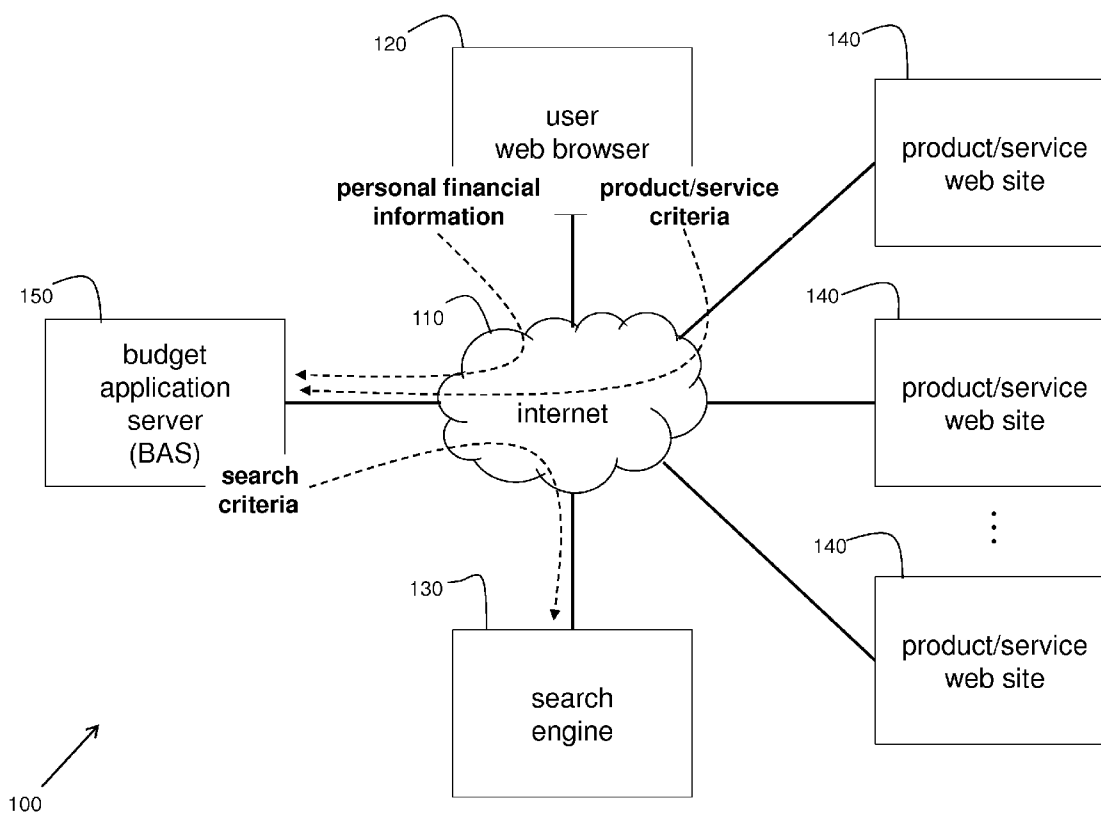 120
user
web browser
personal financial
information
product/service
criteria
140
product/service
web site
150
budget
application
server
(BAS)
110
internet
140
product/service
web site
search
criteria
130
search
engine
140
product/service
web site
100